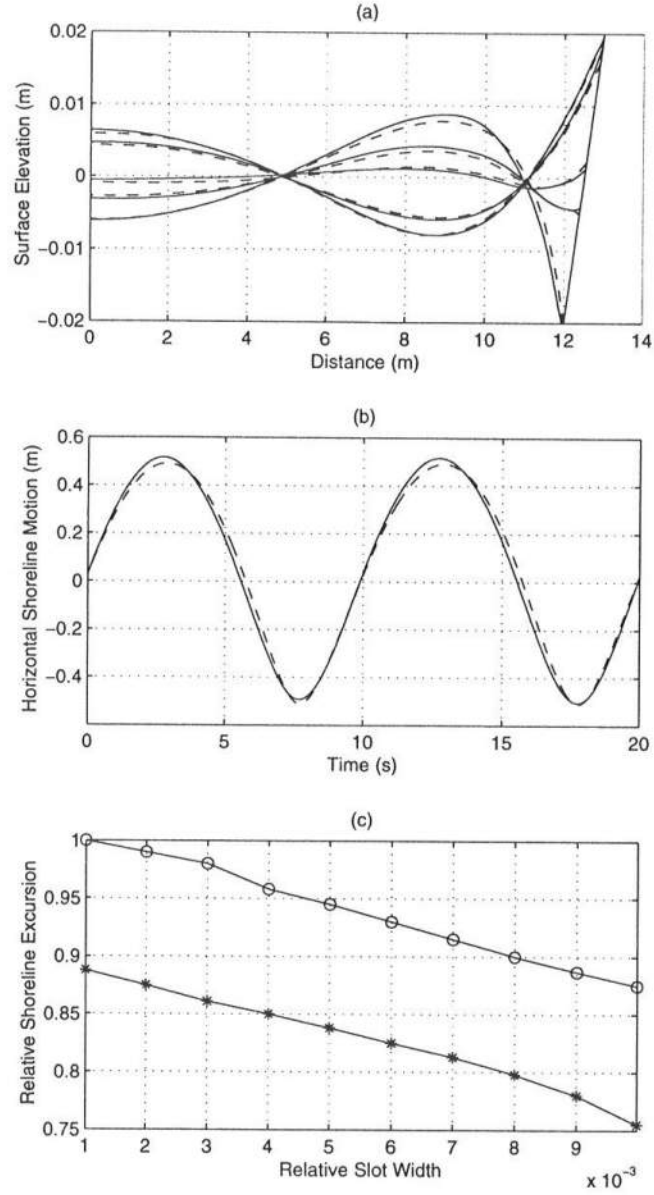 (a)
Surface Elevation (m)
0.02
0.01
0
−0.01
−0.02
0 2 4 6 8 10 12 14
Distance (m)
(b)
Horizontal Shoreline Motion (m)
0.6
0.4
0.2
0
−0.2
−0.4
0 5 10 15 20
Time (s)
(c)
Relative Shoreline Excursion
1
0.95
0.9
0.85
0.8
0.75
1 2 3 4 5 6 7 8 9
Relative Slot Width
x 10⁻³